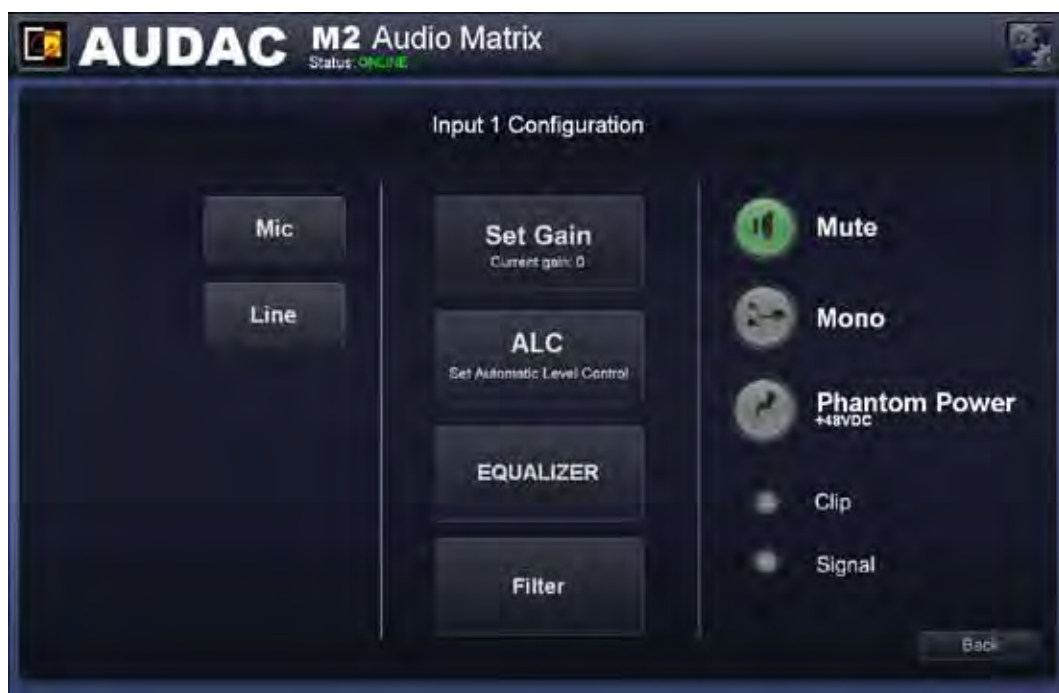 AUDAC M2 Audio Matrix
Status: ONLINE
Input 1 Configuration
Mic
Line
Set Gain
Current gain: 0
ALC
Set Automatic Level Control
EQUALIZER
Filter
Mute
Mono
Phantom Power
+48VDC
Clip
Signal
Back